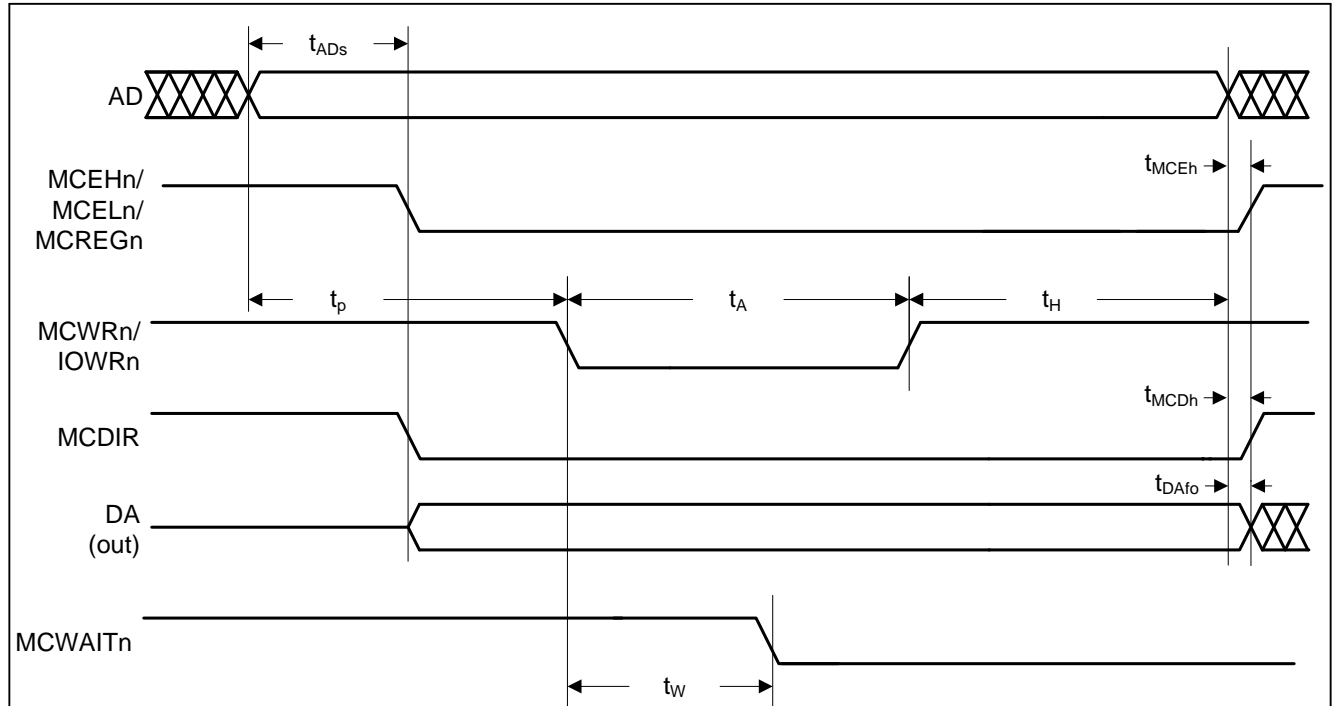 tADs
AD
tMCEh
MCEHn/
MCELn/
MCREGn
tp
tA
tH
MCWRn/
IOWRn
tMCDh
MCDIR
tDAfo
DA
(out)
MCWAITn
tW